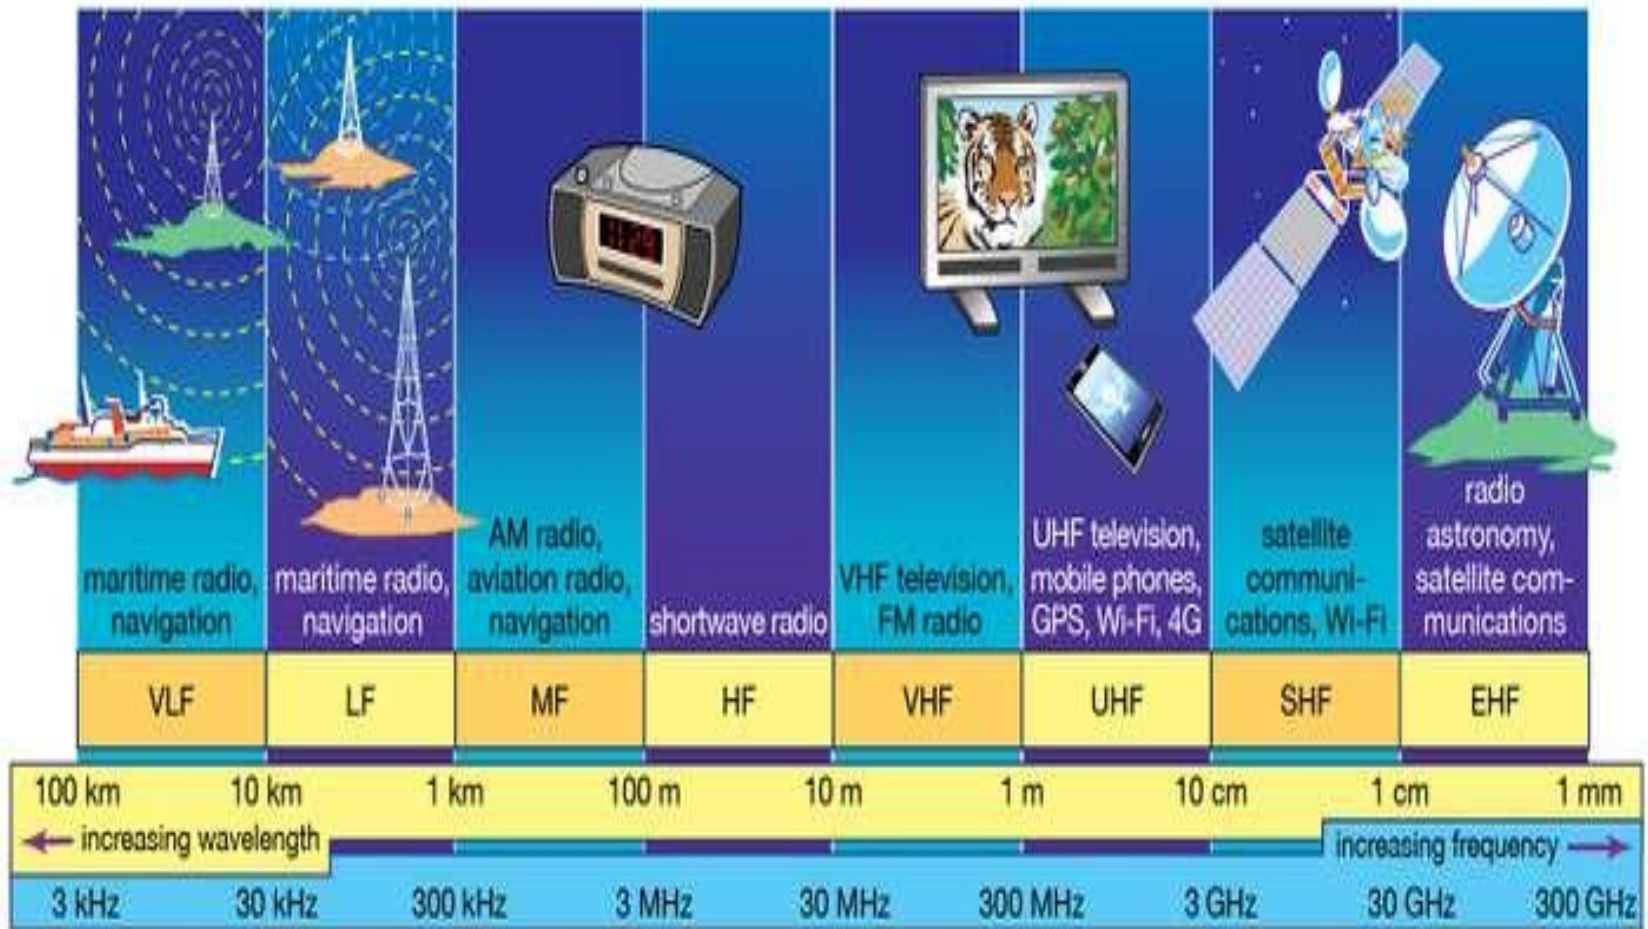 maritime radio,
navigation
maritime radio,
navigation
AM radio,
aviation radio,
navigation
shortwave radio
VHF television,
FM radio
UHF television,
mobile phones,
GPS, Wi-Fi, 4G
satellite
communi-
cations, Wi-Fi
radio
astronomy,
satellite com-
munications
VLF LF MF HF VHF UHF SHF EHF
100 km 10 km 1 km 100 m 10 m 1 m 10 cm 1 cm 1 mm
increasing wavelength
increasing frequency
3 kHz 30 kHz 300 kHz 3 MHz 30 MHz 300 MHz 3 GHz 30 GHz 300 GHz